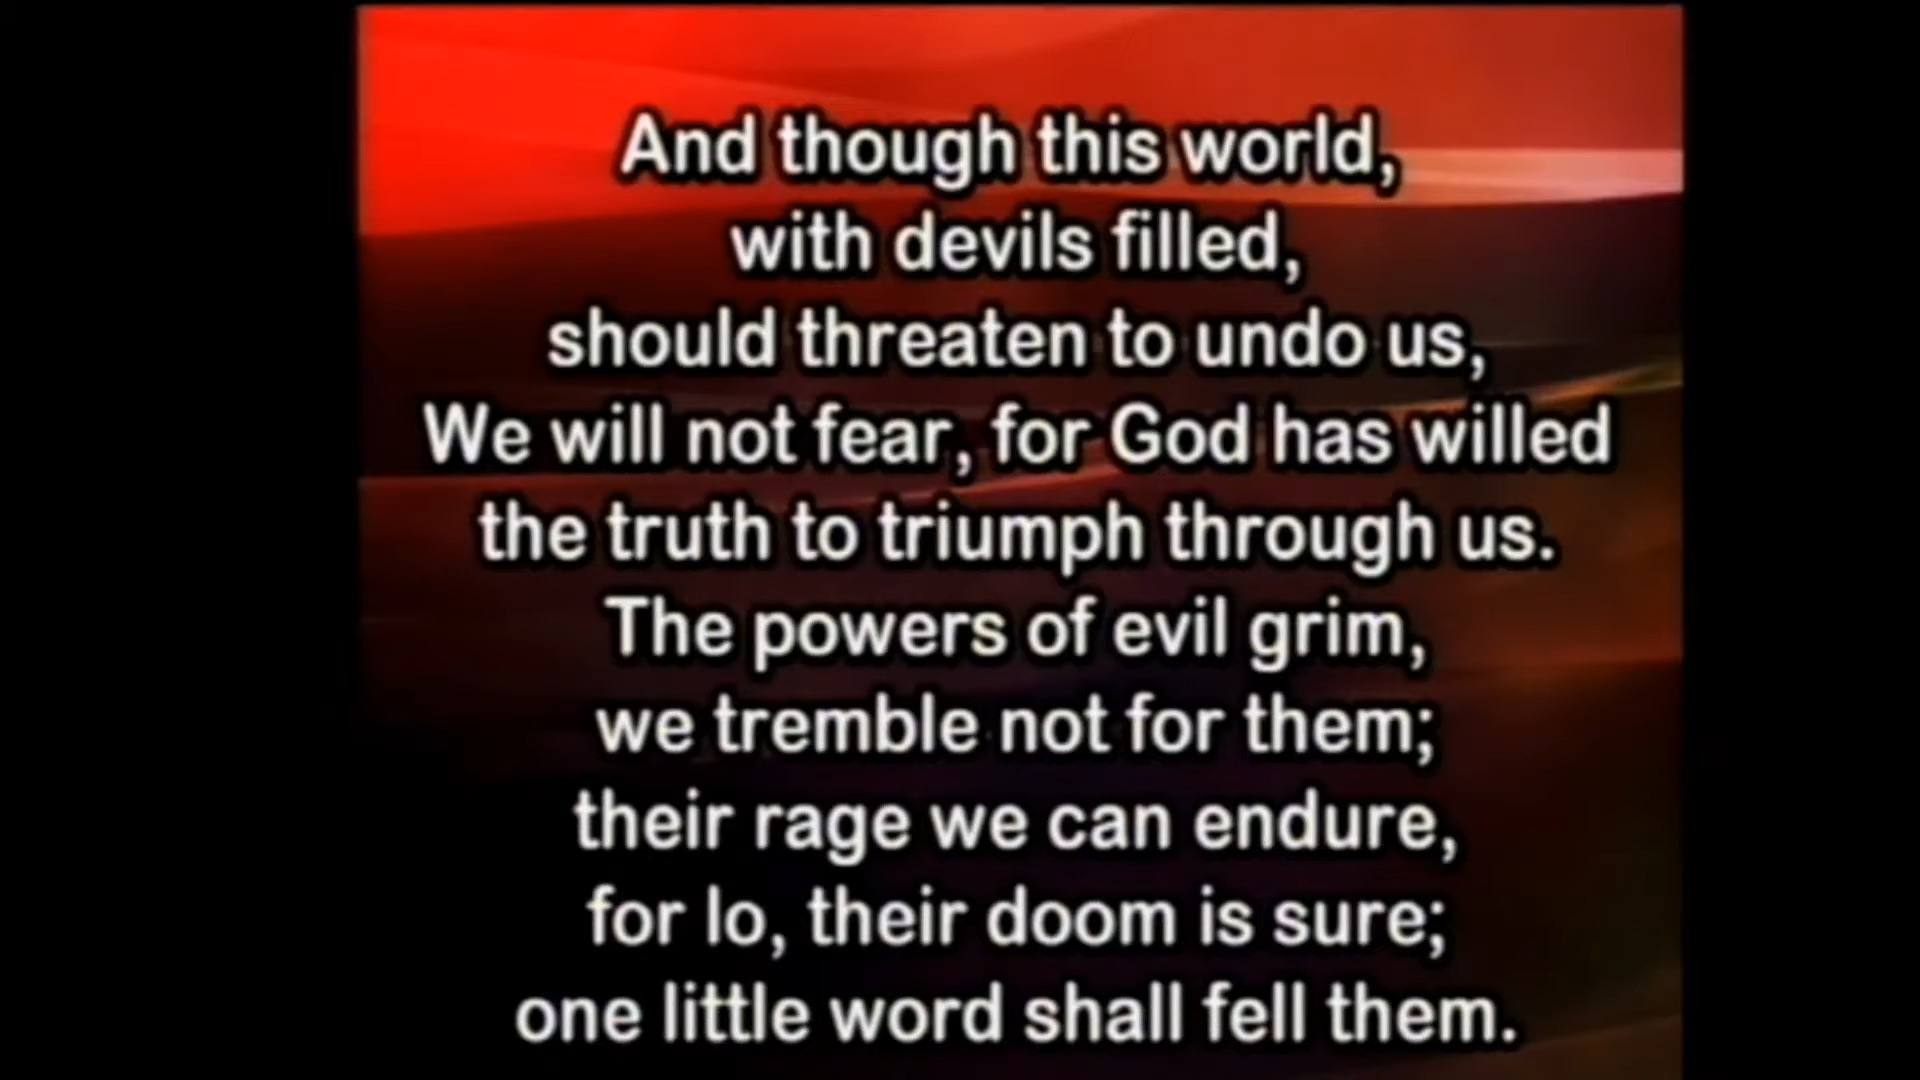 And though this world,
with devils filled,
should threaten to undo us,
We will not fear, for God has willed
the truth to triumph through us.
The powers of evil grim,
we tremble not for them;
their rage we can endure,
for lo, their doom is sure;
one little word shall fell them.